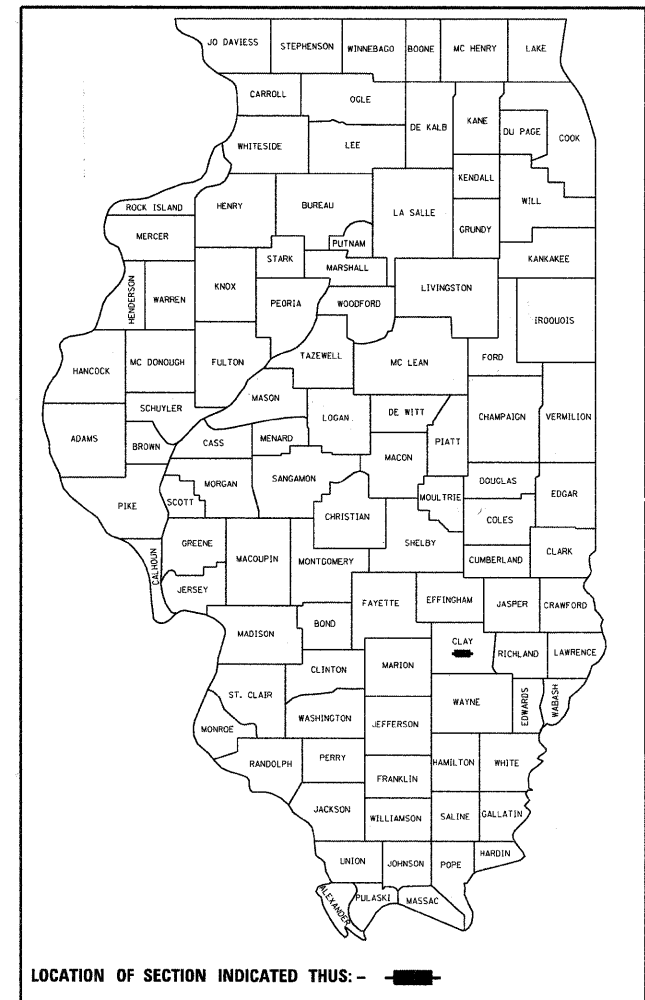 JO DAVIESS STEPHENSON WINNEBAGO BOONE MC HENRY LAKE
CARROLL OGLE DE KALB KANE DU PAGE COOK
WHITESIDE LEE
KENDALL
ROCK ISLAND HENRY BUREAU LA SALLE GRUNDY WILL
MERCER PUTNAM
STARK MARSHALL KANKAKEE
HENDERSON WARREN KNOX PEORIA WOODFORD LIVINGSTON IROQUOIS
HANCOCK MC DONOUGH FULTON TAZEWELL MC LEAN FORD
MASON
SCHUYLER LOGAN DE WITT CHAMPAIGN VERMILION
ADAMS BROWN CASS MENARD MACON PIATT
PIKE SCOTT MORGAN SANGAMON MOULTRIE DOUGLAS EDGAR
CHRISTIAN COLES
CALHOUN GREENE MACOUPIN MONTGOMERY SHELBY CUMBERLAND CLARK
JERSEY
FAYETTE EFFINGHAM JASPER CRAWFORD
MADISON BOND
CLAY RICHLAND LAWRENCE
CLINTON MARION
ST. CLAIR WAYNE EDWARDS WABASH
WASHINGTON JEFFERSON
MONROE
RANDOLPH PERRY HAMILTON WHITE
FRANKLIN
JACKSON WILLIAMSON SALINE GALLATIN
UNION JOHNSON POPE HARDIN
ALEXANDER PULASKI MASSAC
LOCATION OF SECTION INDICATED THUS: -